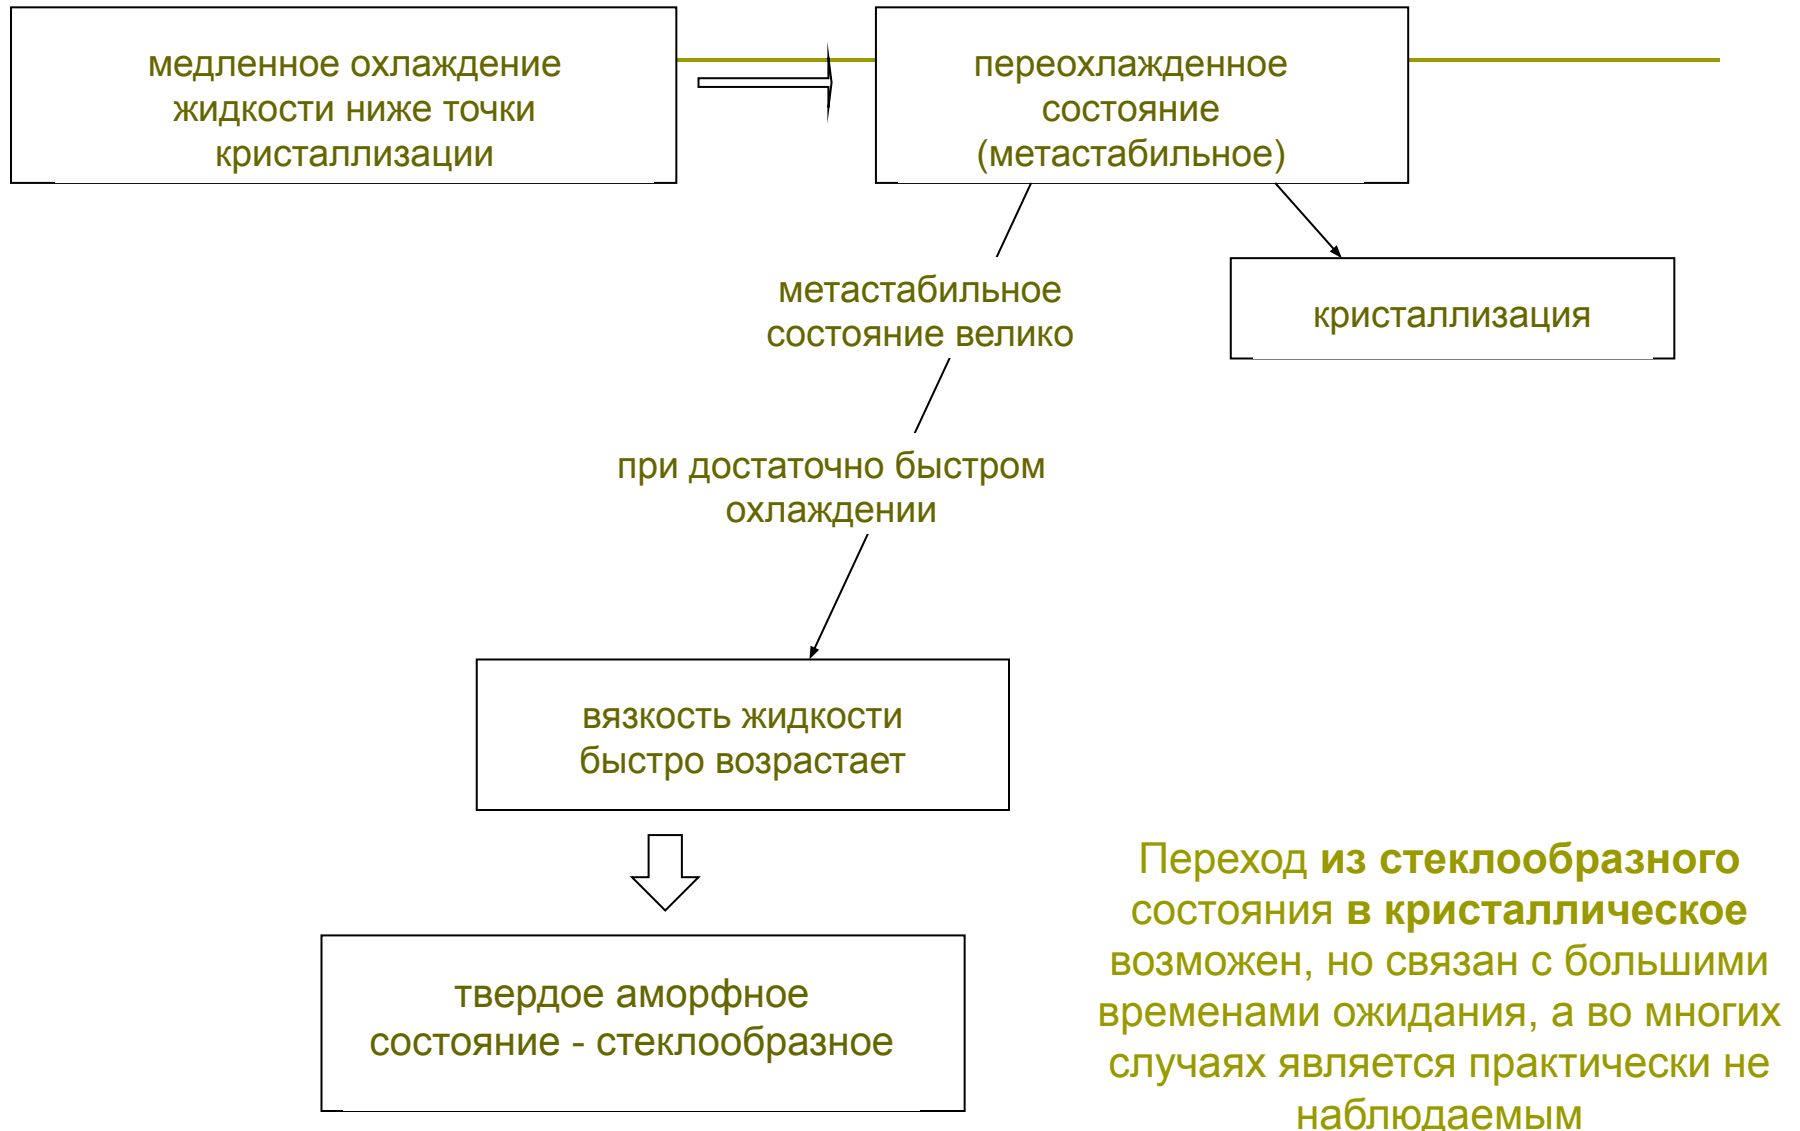 медленное охлаждение
жидкости ниже точки
кристаллизации
переохлажденное
состояние
(метастабильное)
метастабильное
состояние велико
кристаллизация
при достаточно быстром
охлаждении
вязкость жидкости
быстро возрастает
твердое аморфное
состояние - стеклообразное
Переход из стеклообразного
состояния в кристаллическое
возможен, но связан с большими
временами ожидания, а во многих
случаях является практически не
наблюдаемым